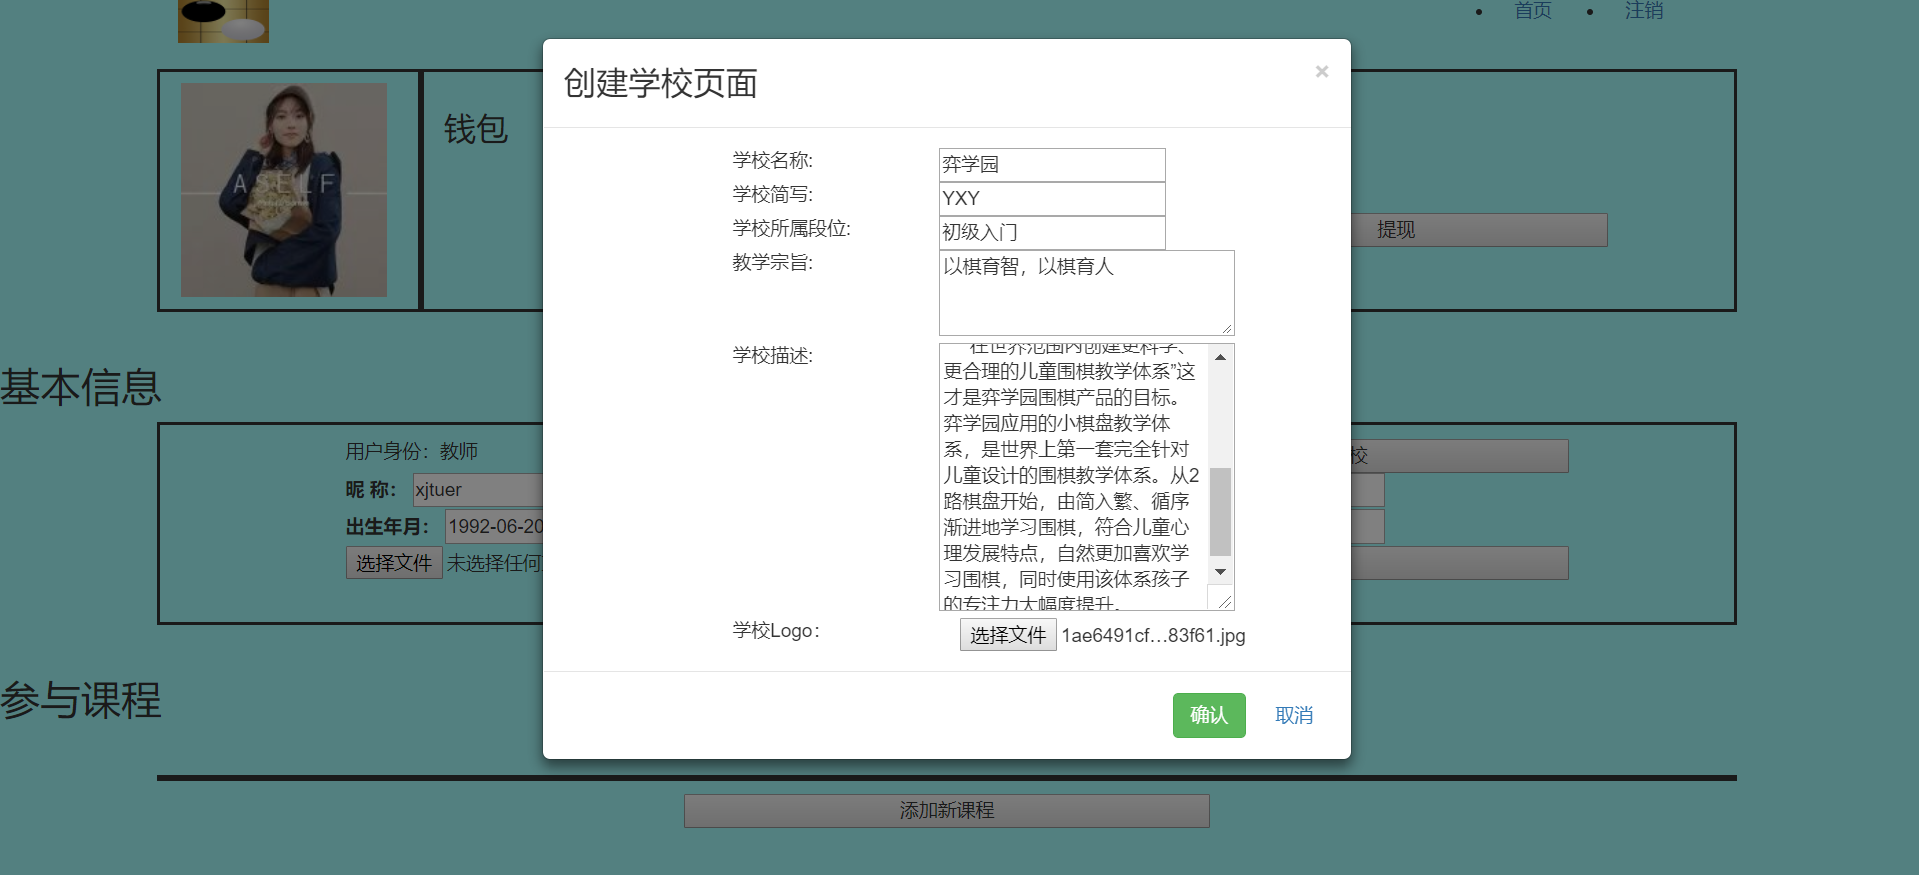 首页
注销
创建学校页面
×
钱包
ASELF
学校名称:
弈学园
学校简写:
YXY
学校所属段位:
初级入门
提现
教学宗旨:
以棋育智，以棋育人
学校描述:
在世界范围内创建更科学、
更合理的儿童围棋教学体系”这
才是弈学园围棋产品的目标。
弈学园应用的小棋盘教学体
系，是世界上第一套完全针对
儿童设计的围棋教学体系。从2
路棋盘开始，由简入繁、循序
渐进地学习围棋，符合儿童心
理发展特点，自然更加喜欢学
习围棋，同时使用该体系孩子
的专注力大幅度提升。
学校Logo：
选择文件 1ae6491cf...83f61.jpg
确认
取消
基本信息
用户身份：教师
校
昵 称： xjtuer
出生年月： 1992-06-20
选择文件 未选择任何
参与课程
添加新课程